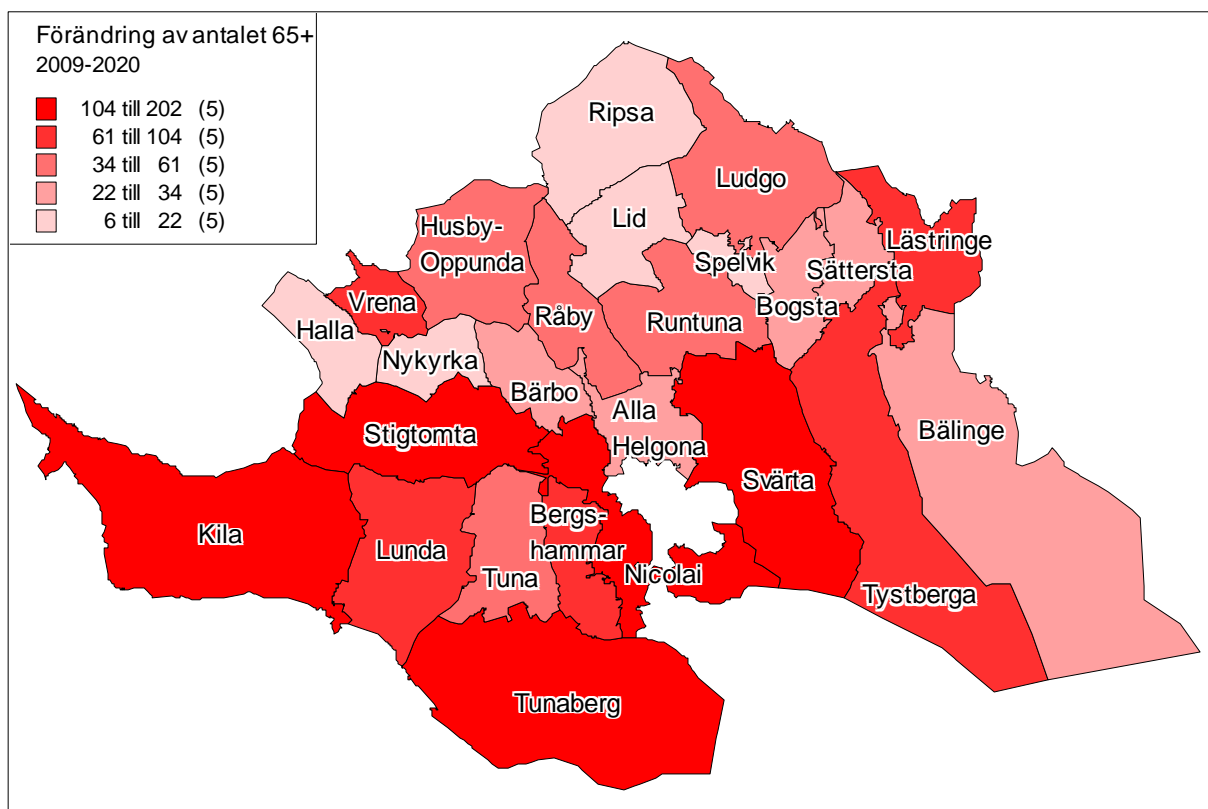 Förändring av antalet 65+
2009-2020
104 till 202 (5)
61 till 104 (5)
34 till 61 (5)
22 till 34 (5)
6 till 22 (5)
Ripsa
Ludgo
Lid
Husby-
Oppunda
Lästringe
Spelvik
Sättersta
Vrena
Bogsta
Halla
Råby
Runtuna
Nykyrka
Bärbo
Alla
Helgona
Stigtomta
Bälinge
Svärta
Kila
Bergs-
hammar
Lunda
Tuna
Nicolai
Tystberga
Tunaberg